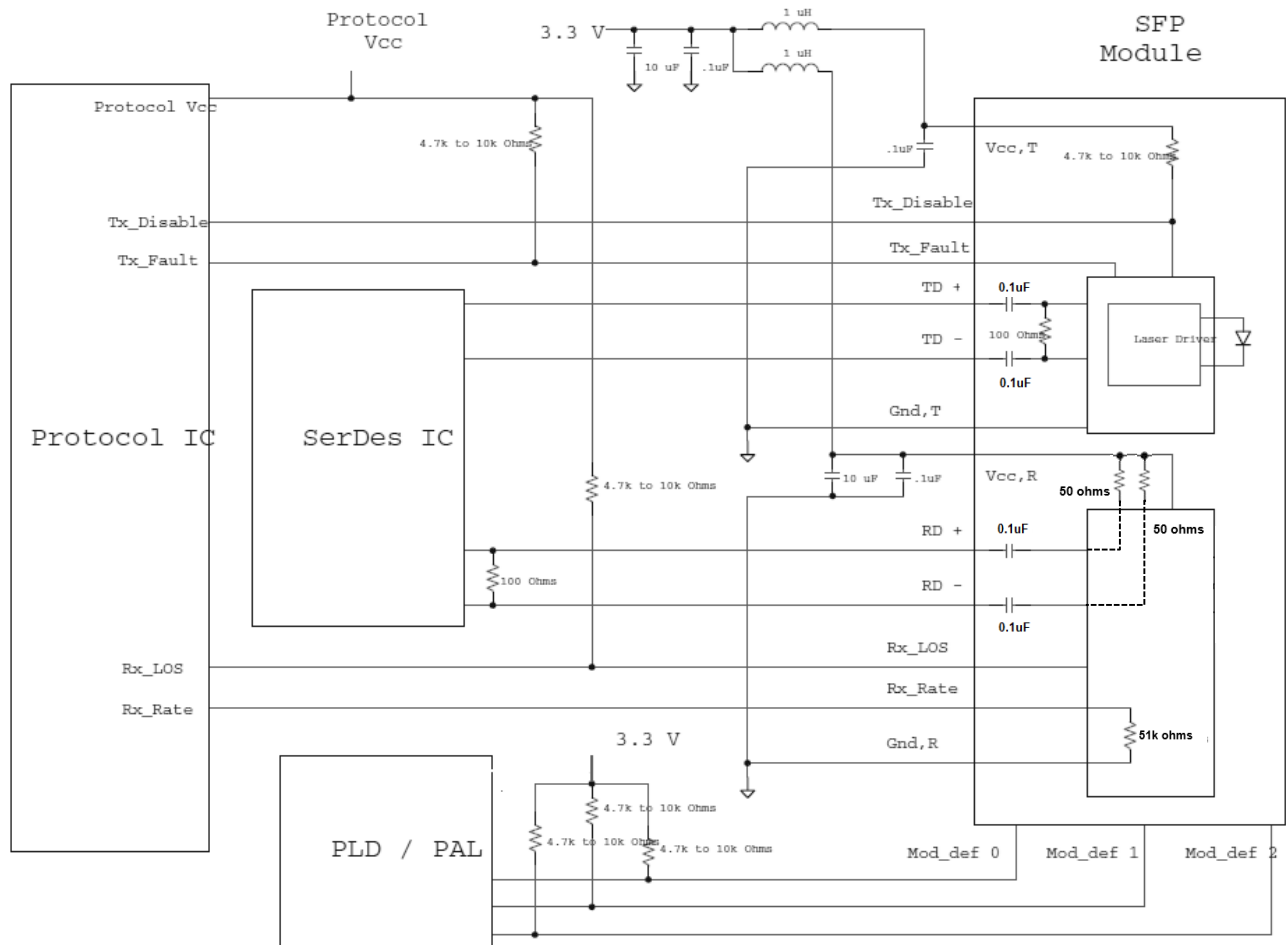 Protocol
Vcc
3.3 V
10 uF
.1uF
1 uH
1 uH
SFP
Module
Protocol Vcc
4.7k to 10k Ohms
.1uF
Vcc,T
4.7k to 10k Ohms
Tx_Disable
Tx_Disable
Tx_Fault
Tx_Fault
TD +
0.1uF
TD -
100 Ohms
0.1uF
Laser Driver
Gnd,T
Protocol IC
SerDes IC
4.7k to 10k Ohms
10 uF
.1uF
Vcc,R
50 ohms
50 ohms
RD +
0.1uF
100 Ohms
RD -
0.1uF
Rx_LOS
Rx_LOS
Rx_Rate
Rx_Rate
51k ohms
3.3 V
Gnd,R
4.7k to 10k Ohms
4.7k to 10k Ohms
4.7k to 10k Ohms
PLD / PAL
Mod_def 0
Mod_def 1
Mod_def 2